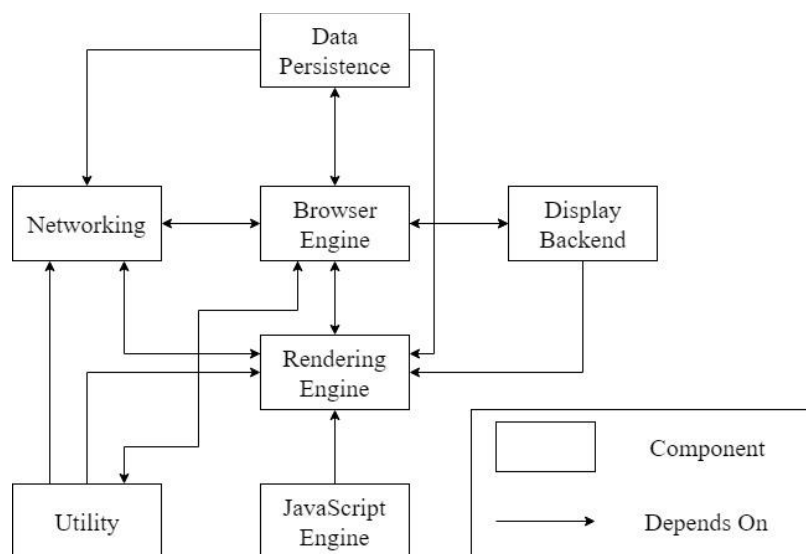 Data
Persistence
Networking
Browser
Engine
Display
Backend
Rendering
Engine
Component
Utility
JavaScript
Engine
Depends On